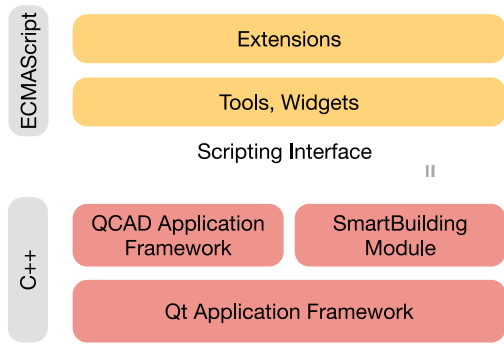 ECMAScript
Extensions
Tools, Widgets
Scripting Interface
C++
QCAD Application
Framework
SmartBuilding
Module
Qt Application Framework